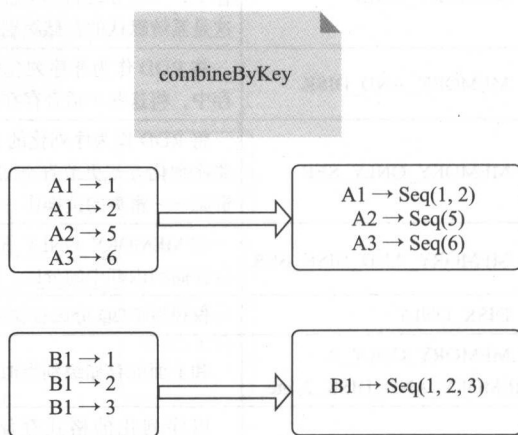 combineByKey
A1 → 1
A1 → 2
A2 → 5
A3 → 6
A1 → Seq(1, 2)
A2 → Seq(5)
A3 → Seq(6)
B1 → 1
B1 → 2
B1 → 3
B1 → Seq(1, 2, 3)